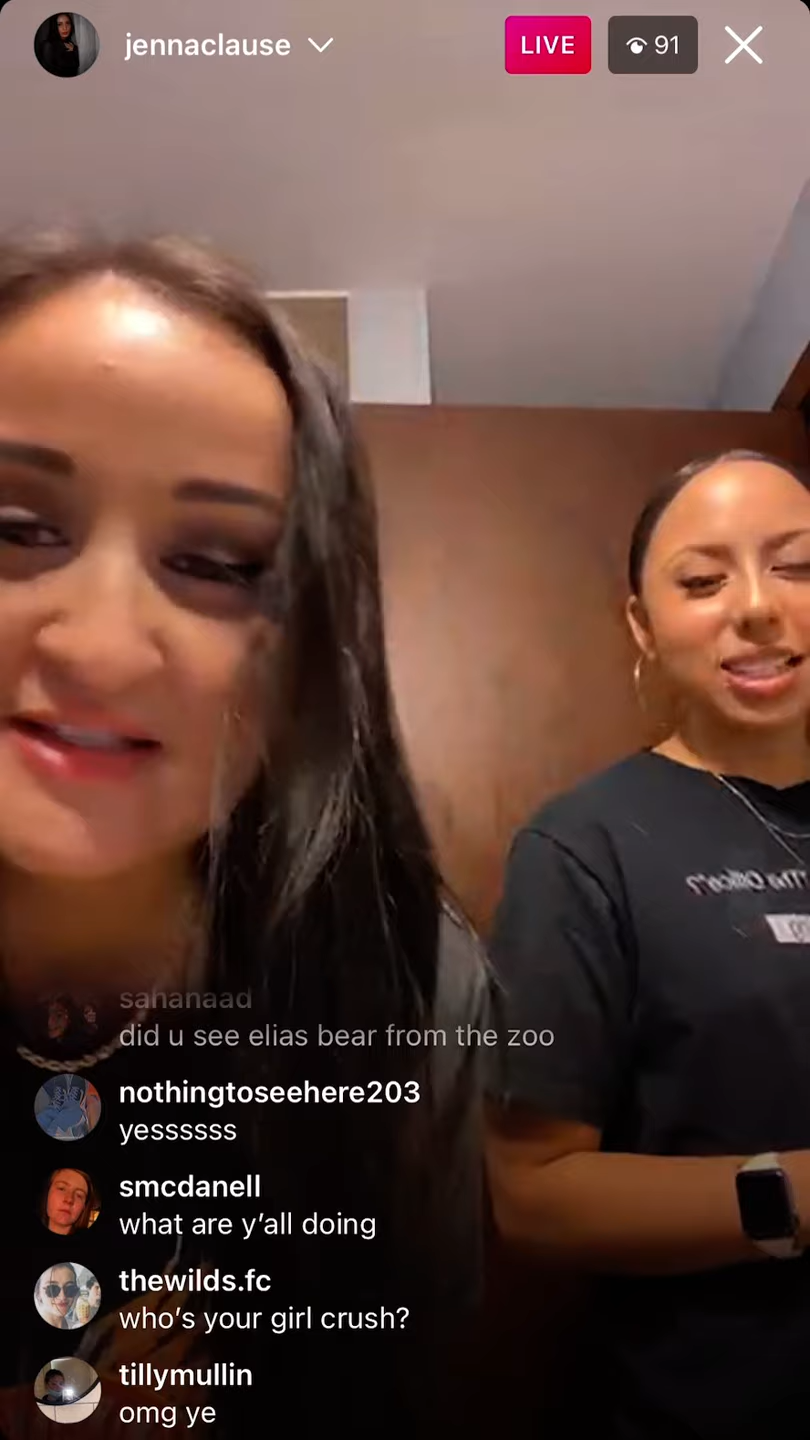 jennaclause
LIVE
91
sahanaad
did u see elias bear from the zoo
nothingtoseehere203
yessssss
smcdanell
what are y’all doing
thewilds.fc
who’s your girl crush?
tillymullin
omg ye